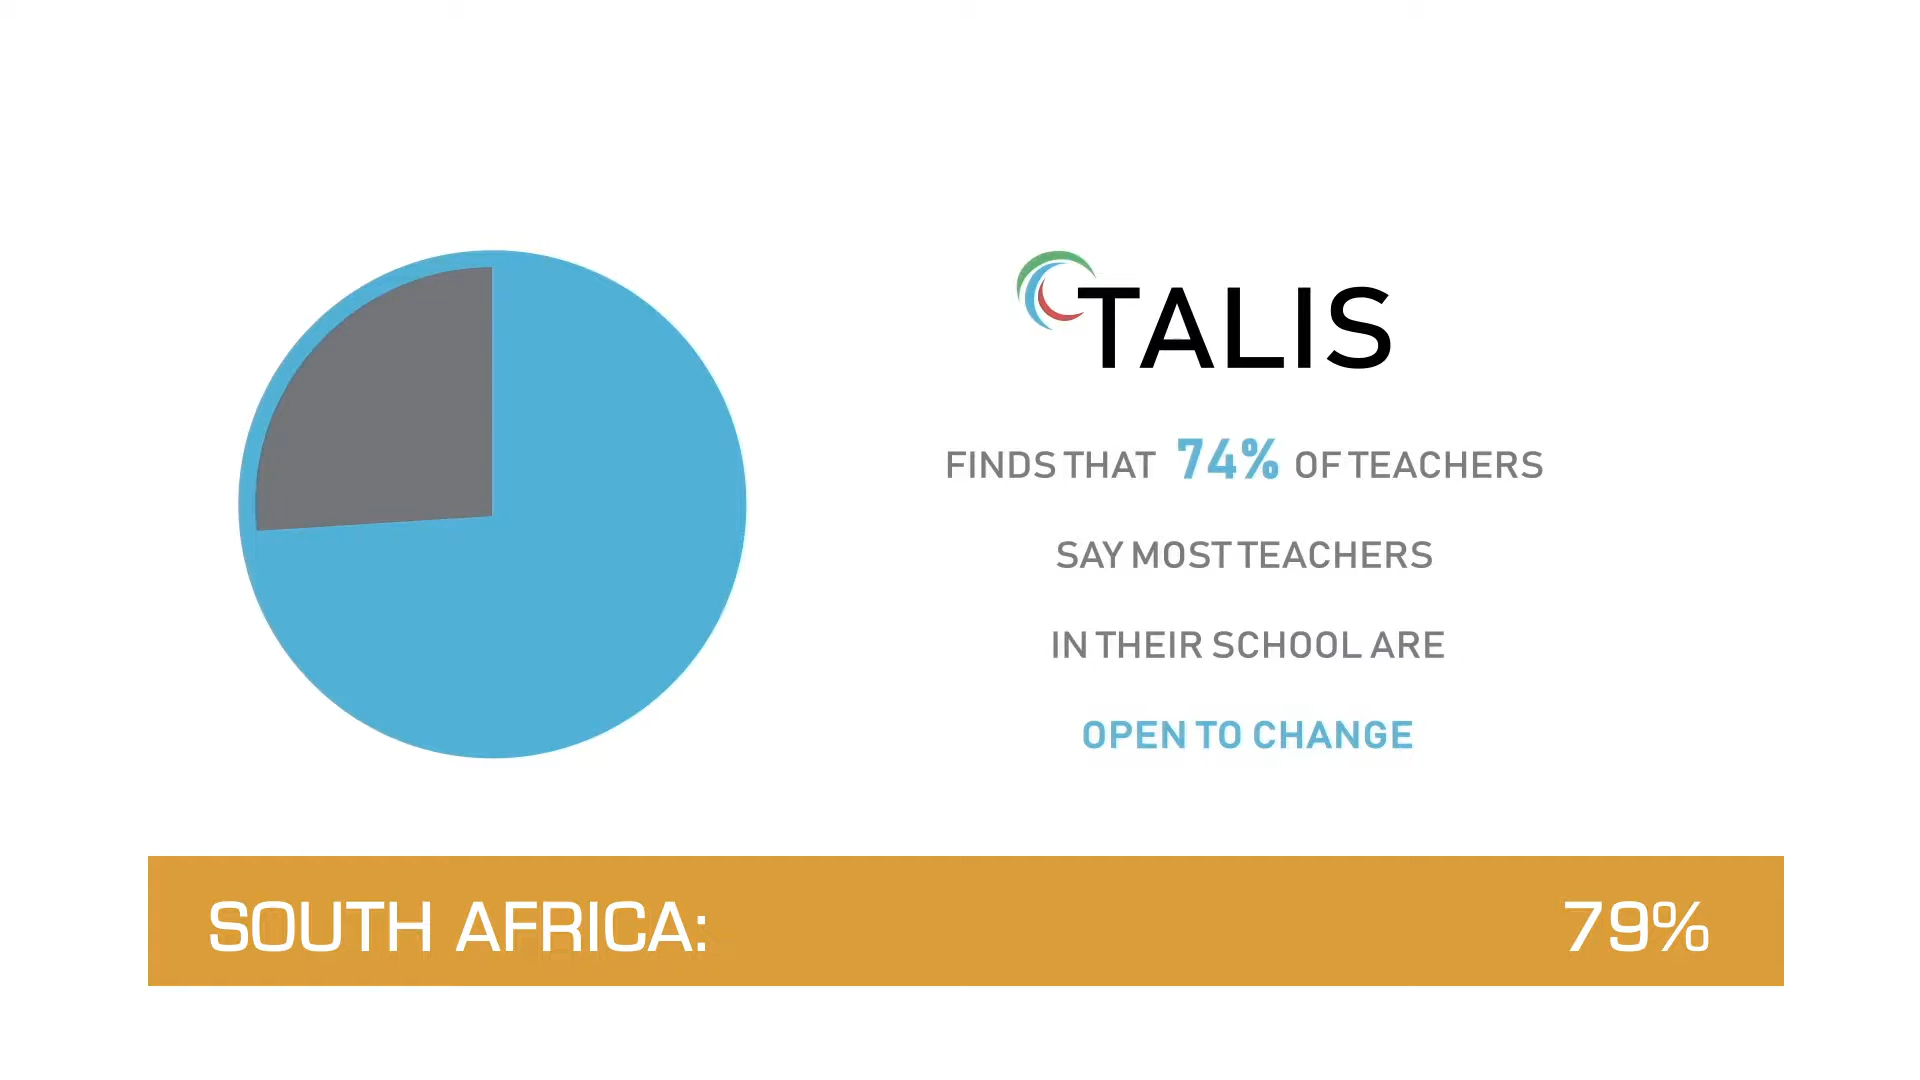 TALIS
FINDS THAT 74% OF TEACHERS
SAY MOST TEACHERS
IN THEIR SCHOOL ARE
OPEN TO CHANGE
SOUTH AFRICA: 79%